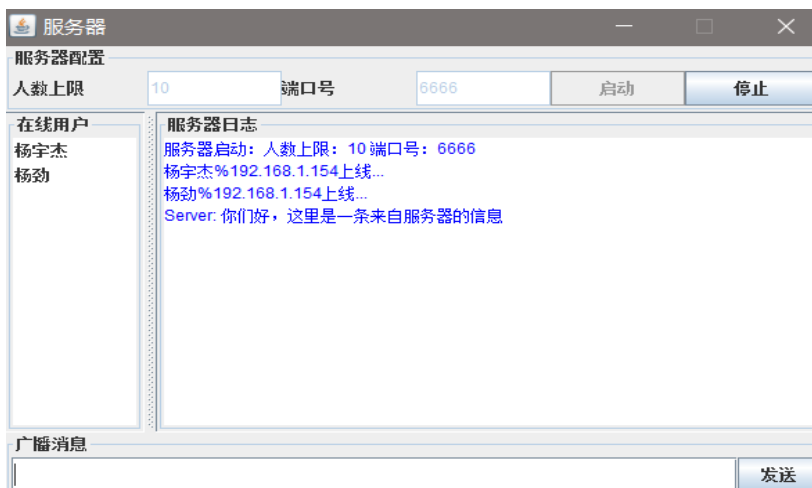 服务器
服务器配置
人数上限 10 端口号 6666 启动 停止
在线用户
杨宇杰
杨劲
服务器日志
服务器启动：人数上限：10 端口号：6666
杨宇杰%192.168.1.154上线...
杨劲%192.168.1.154上线...
Server: 你们好，这里是一条来自服务器的信息
广播消息
发送